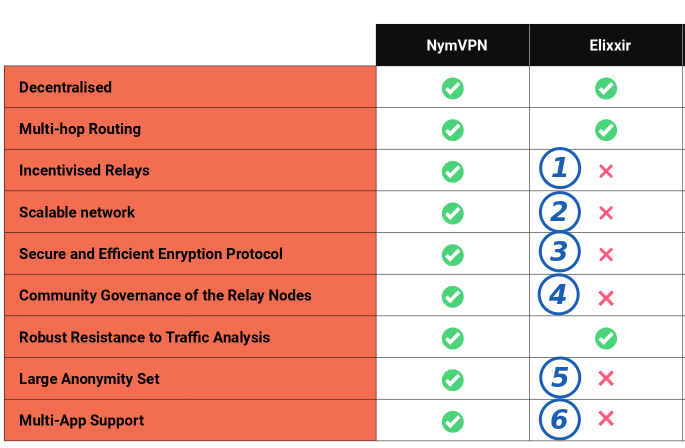 NymVPN Elixxir
Decentralised
Multi-hop Routing
Incentivised Relays 1
Scalable network 2
Secure and Efficient Enryption Protocol 3
Community Governance of the Relay Nodes 4
Robust Resistance to Traffic Analysis
Large Anonymity Set 5
Multi-App Support 6